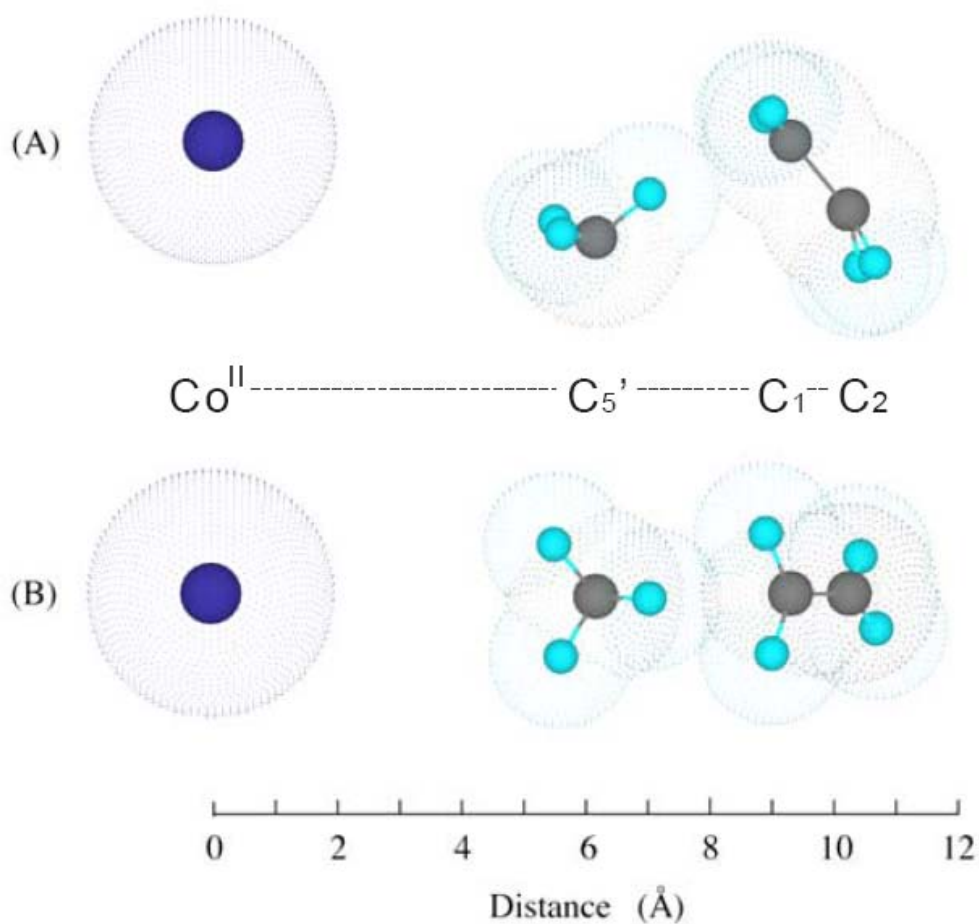 (A)
Co^II ---------------------- C₅' --------- C₁ -- C₂
(B)
0 2 4 6 8 10 12
Distance (Å)